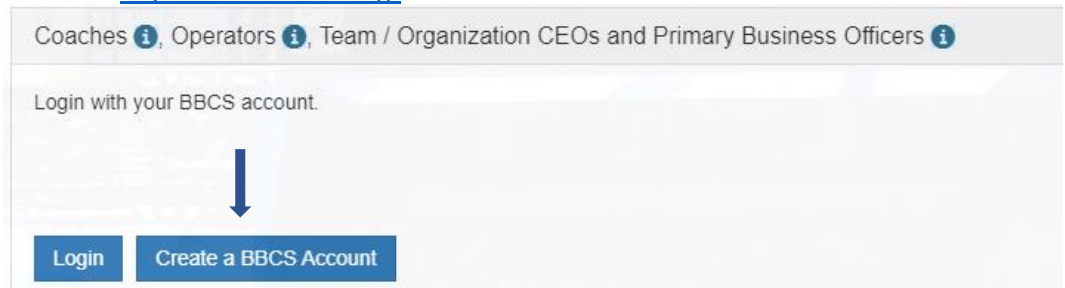 Coaches, Operators, Team / Organization CEOs and Primary Business Officers
Login with your BBCS account.
Login Create a BBCS Account